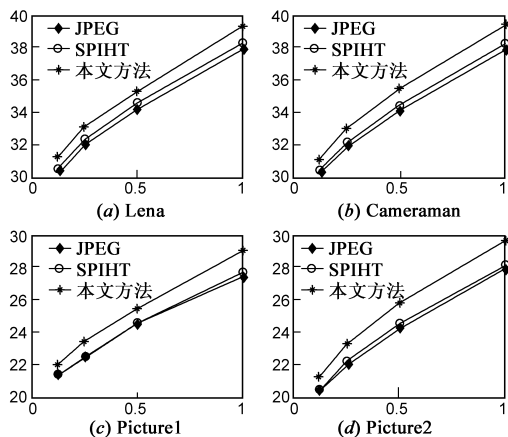 40
38
36
34
32
30
JPEG
SPIHT
本文方法
0
0.5
1
(a) Lena
40
38
36
34
32
30
JPEG
SPIHT
本文方法
0
0.5
1
(b) Cameraman
30
28
26
24
22
20
JPEG
SPIHT
本文方法
0
0.5
1
(c) Picture1
30
28
26
24
22
20
JPEG
SPIHT
本文方法
0
0.5
1
(d) Picture2